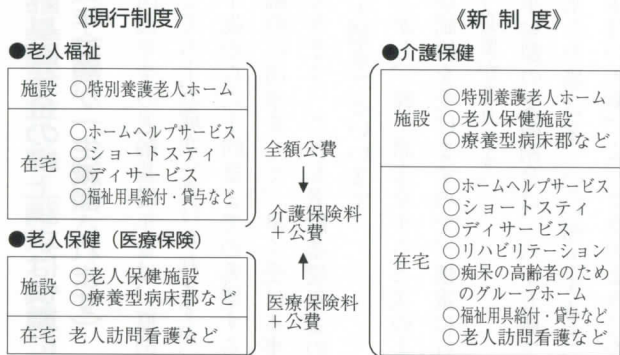 《現行制度》
●老人福祉
施設 ○特別養護老人ホーム
在宅
○ホームヘルプサービス
○ショートスティ
○ディサービス
○福祉用具給付・貸与など
●老人保健（医療保険）
施設
○老人保健施設
○療養型病床郡など
在宅 老人訪問看護など
全額公費
↓
介護保険料
＋公費
↑
医療保険料
＋公費
《新制度》
●介護保健
施設
○特別養護老人ホーム
○老人保健施設
○療養型病床郡など
在宅
○ホームヘルプサービス
○ショートスティ
○ディサービス
○リハビリテーション
○痴呆の高齢者のため
のグループホーム
○福祉用具給付・貸与など
○老人訪問看護など